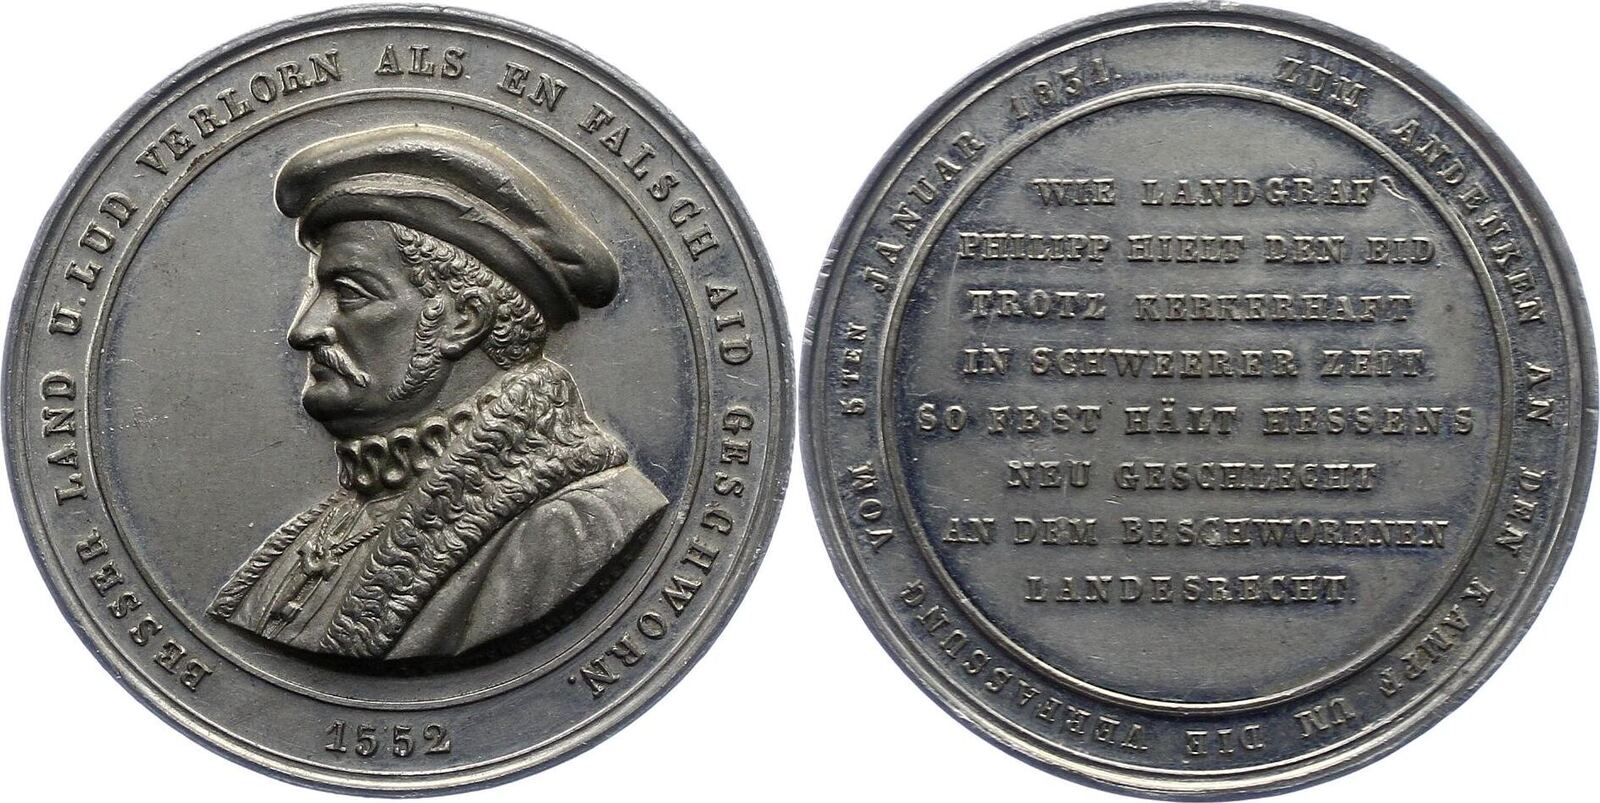 BESSER LAND U. LUD VERLORN ALS EN FALSCH AID GESCHWORN.
1552
ZUM ANDENKEN AN DEN KAMPF UM DIE VERFASSUNG VOM 5TEN JANUAR 1831.
WIE LANDGRAF
PHILIPP HIELT DEN EID
TROTZ KERKERHAFT
IN SCHWEERER ZEIT
SO FEST HÄLT HESSENS
NEU GESCHLECHT
AN DEM BESCHWORENEN
LANDESRECHT.